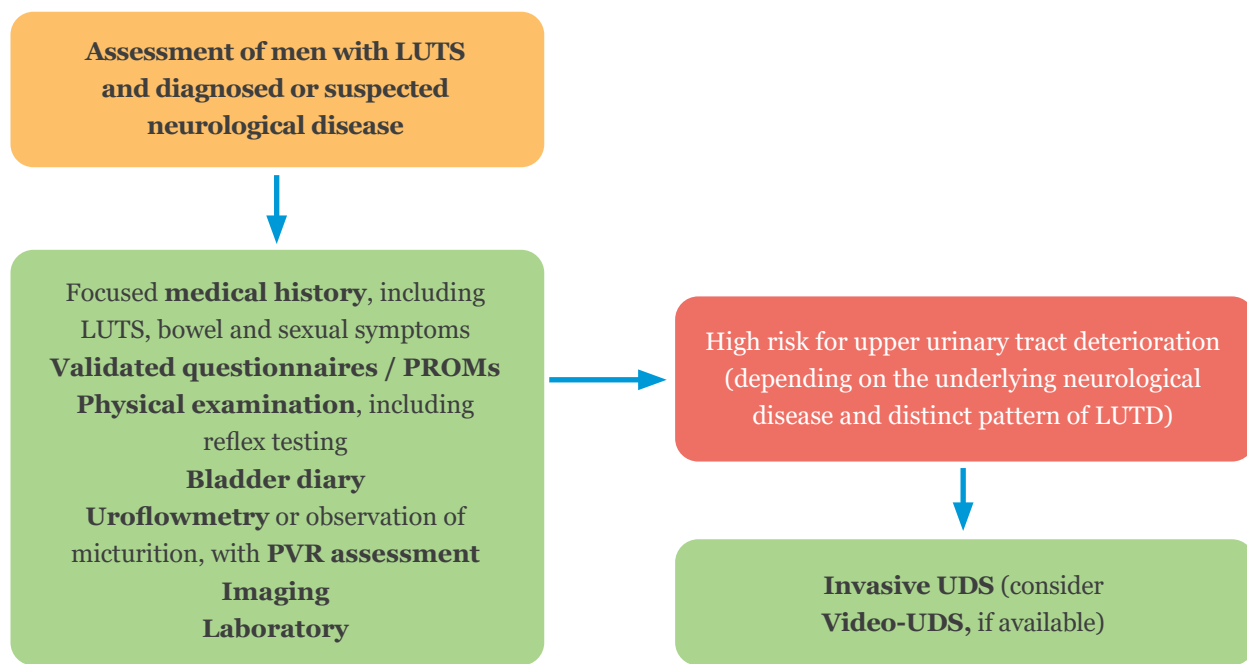 Assessment of men with LUTS
and diagnosed or suspected
neurological disease
Focused medical history, including
LUTS, bowel and sexual symptoms
Validated questionnaires / PROMs
Physical examination, including
reflex testing
Bladder diary
Uroflowmetry or observation of
micturition, with PVR assessment
Imaging
Laboratory
High risk for upper urinary tract deterioration
(depending on the underlying neurological
disease and distinct pattern of LUTD)
Invasive UDS (consider
Video-UDS, if available)